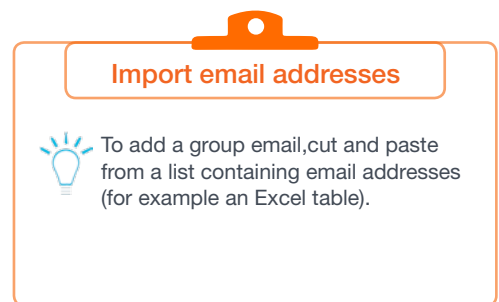 Import email addresses
To add a group email,cut and paste
from a list containing email addresses
(for example an Excel table).